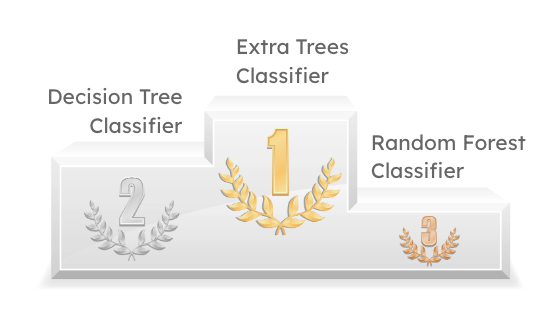 Extra Trees
Classifier
Decision Tree
Classifier
1
Random Forest
Classifier
2
3